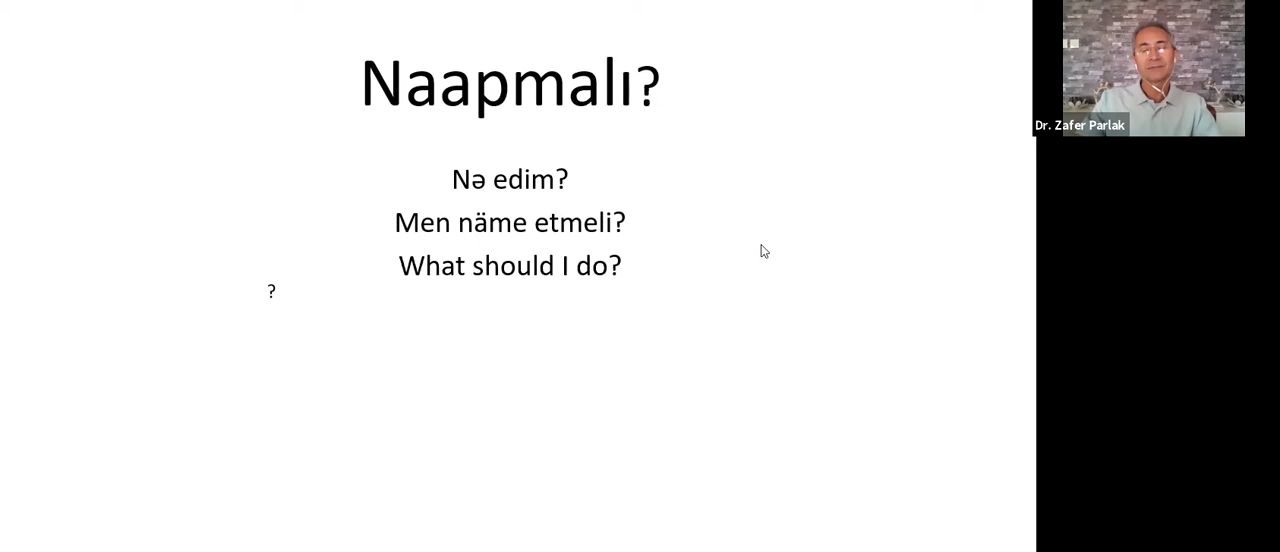 Naapmalı?
Nə edim?
Men näme etmeli?
What should I do?
?
Dr. Zafer Parlak